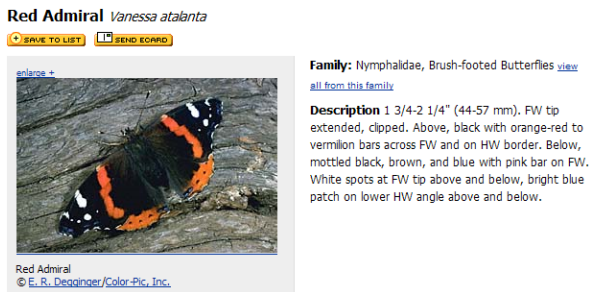 Red Admiral Vanessa atalanta
SAVE TO LIST SEND ECARD
enlarge +
Family: Nymphalidae, Brush-footed Butterflies view
all from this family
Description 1 3/4-2 1/4" (44-57 mm). FW tip
extended, clipped. Above, black with orange-red to
vermilion bars across FW and on HW border. Below,
mottled black, brown, and blue with pink bar on FW.
White spots at FW tip above and below, bright blue
patch on lower HW angle above and below.
Red Admiral
© E. R. Degginger/Color-Pic, Inc.